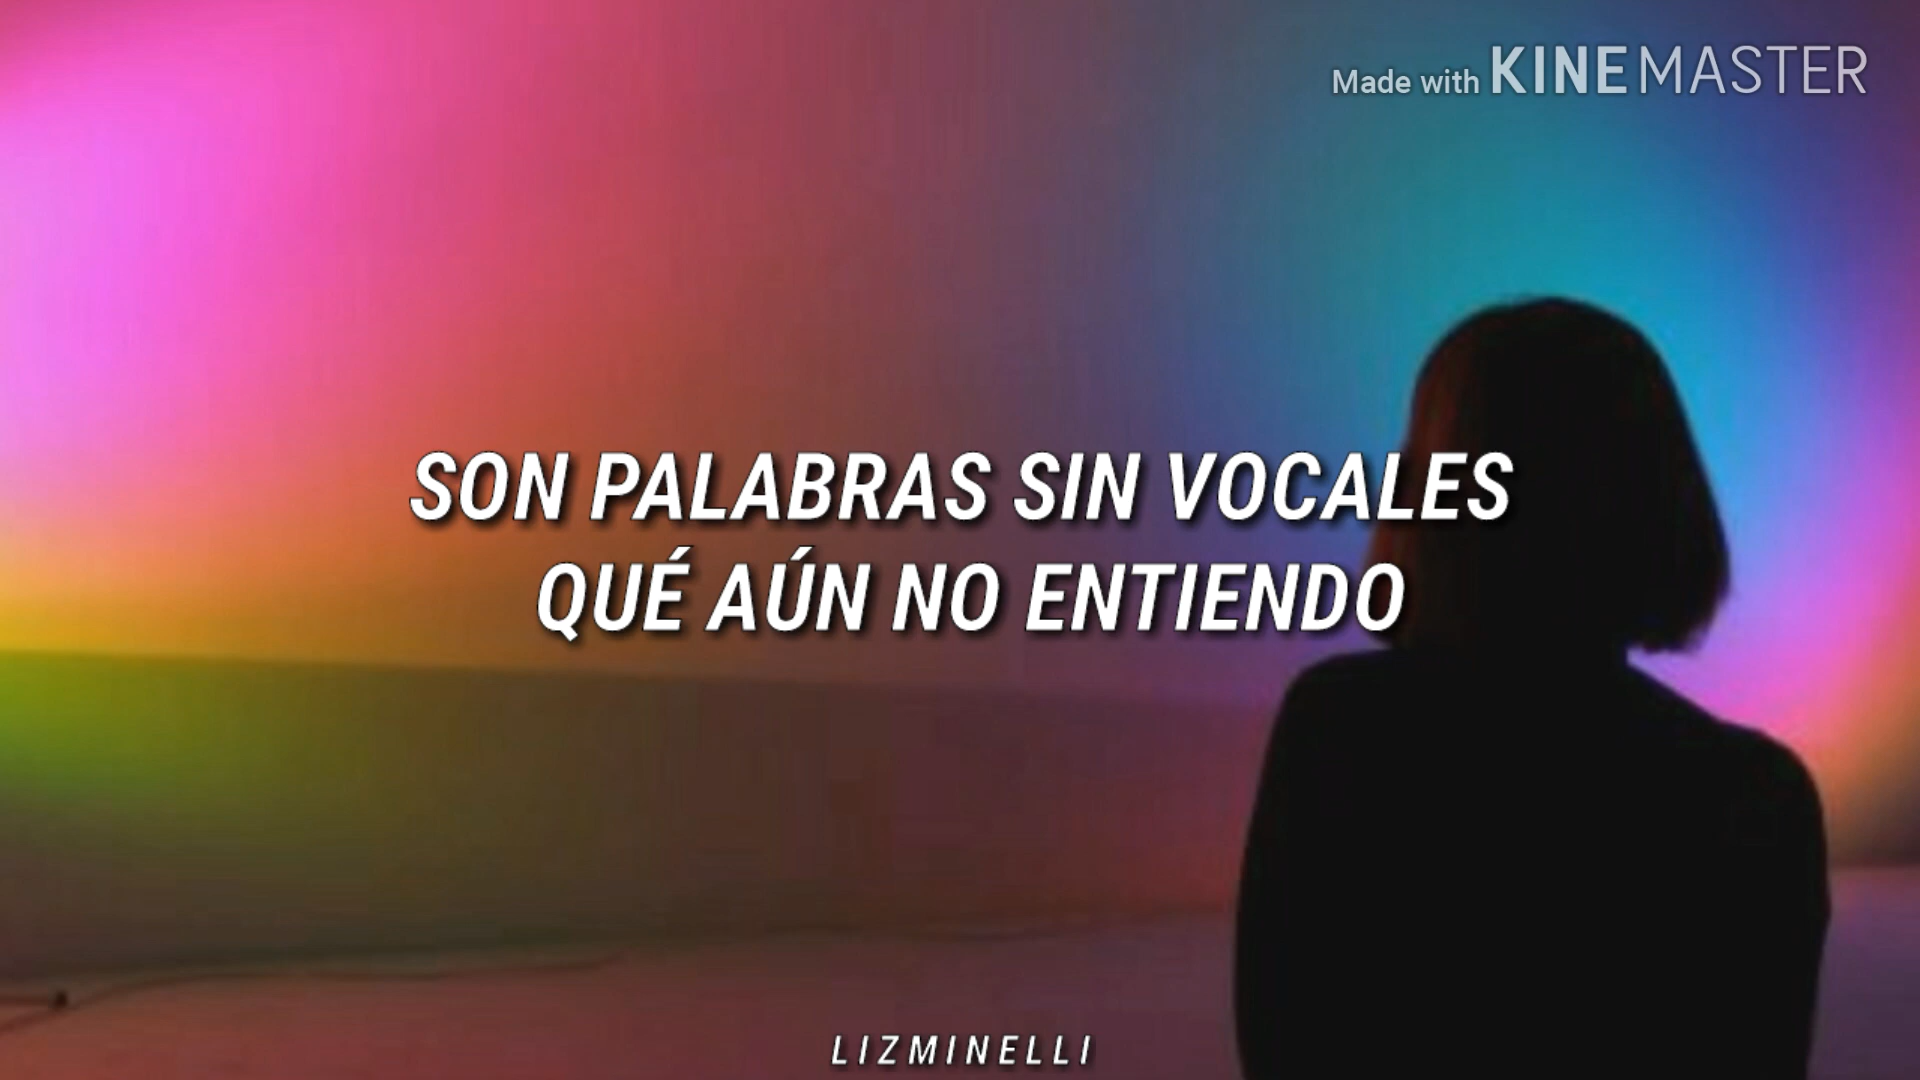 Made with KINEMASTER
SON PALABRAS SIN VOCALES
QUÉ AÚN NO ENTIENDO
LIZMINELLI